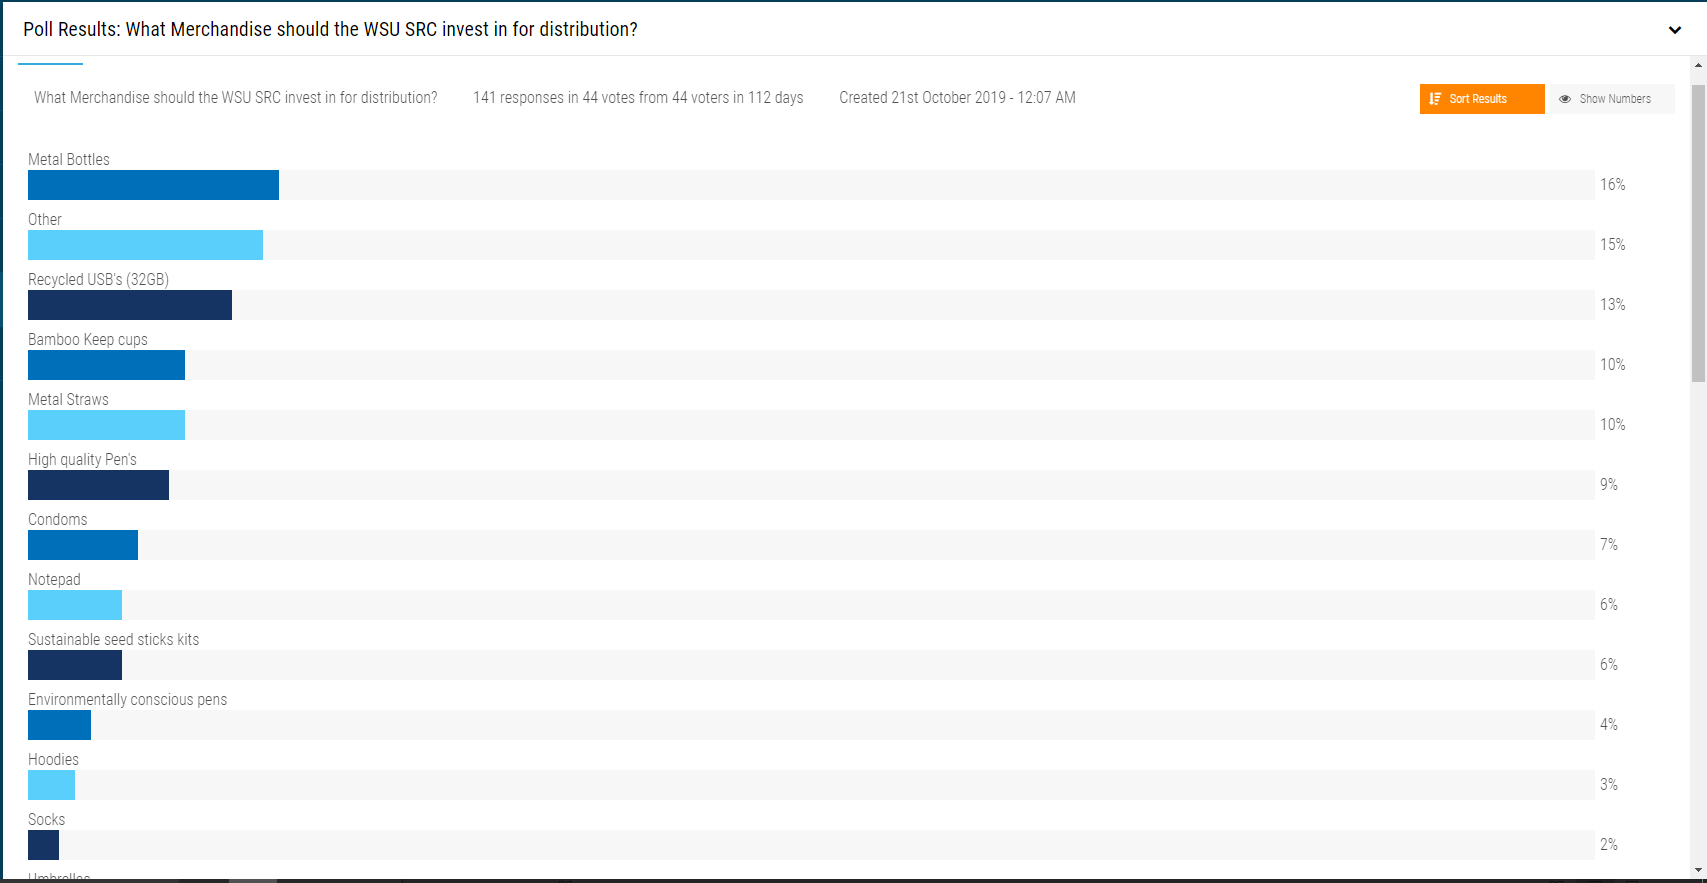 Poll Results: What Merchandise should the WSU SRC invest in for distribution?
What Merchandise should the WSU SRC invest in for distribution? 141 responses in 44 votes from 44 voters in 112 days Created 21st October 2019 - 12:07 AM Sort Results Show Numbers
Metal Bottles
16%
Other
15%
Recycled USB's (32GB)
13%
Bamboo Keep cups
10%
Metal Straws
10%
High quality Pen's
9%
Condoms
7%
Notepad
6%
Sustainable seed sticks kits
6%
Environmentally conscious pens
4%
Hoodies
3%
Socks
2%
Umbrellas